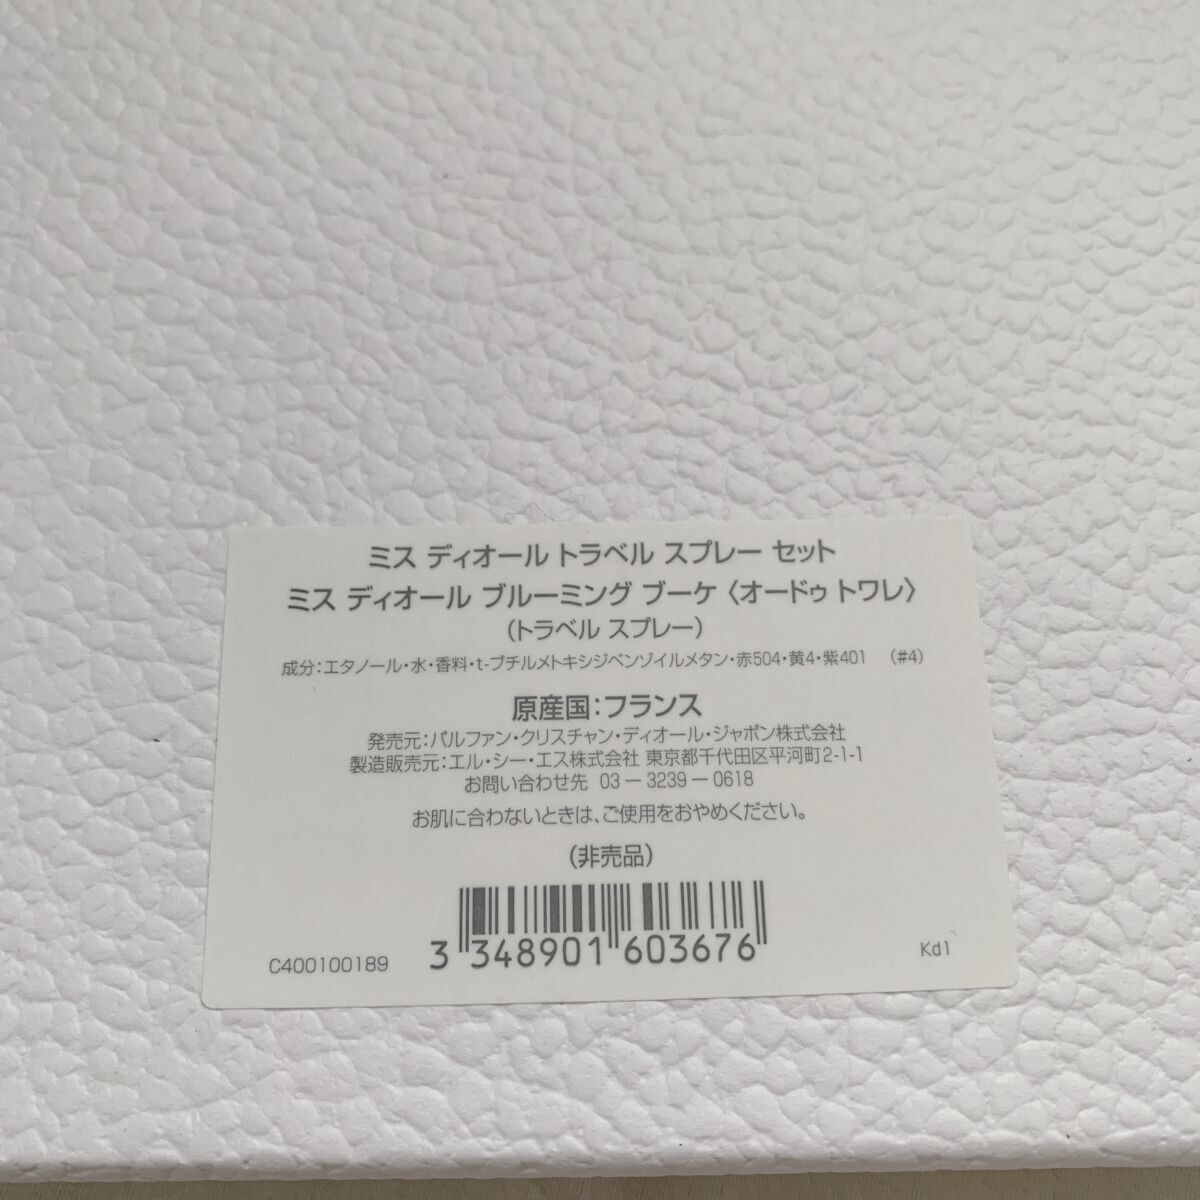 ミス ディオール トラベル スプレー セット
ミス ディオール ブルーミング ブーケ 〈オードゥ トワレ〉
（トラベル スプレー）
成分：エタノール・水・香料・t-ブチルメトキシジベンゾイルメタン・赤504・黄4・紫401 （#4）
原産国：フランス
発売元：パルファン・クリスチャン・ディオール・ジャポン株式会社
製造販売元：エル・シー・エス株式会社 東京都千代田区平河町2-1-1
お問い合わせ先 03－3239－0618
お肌に合わないときは、ご使用をおやめください。
（非売品）
3 348901 603676
C400100189
Kd1